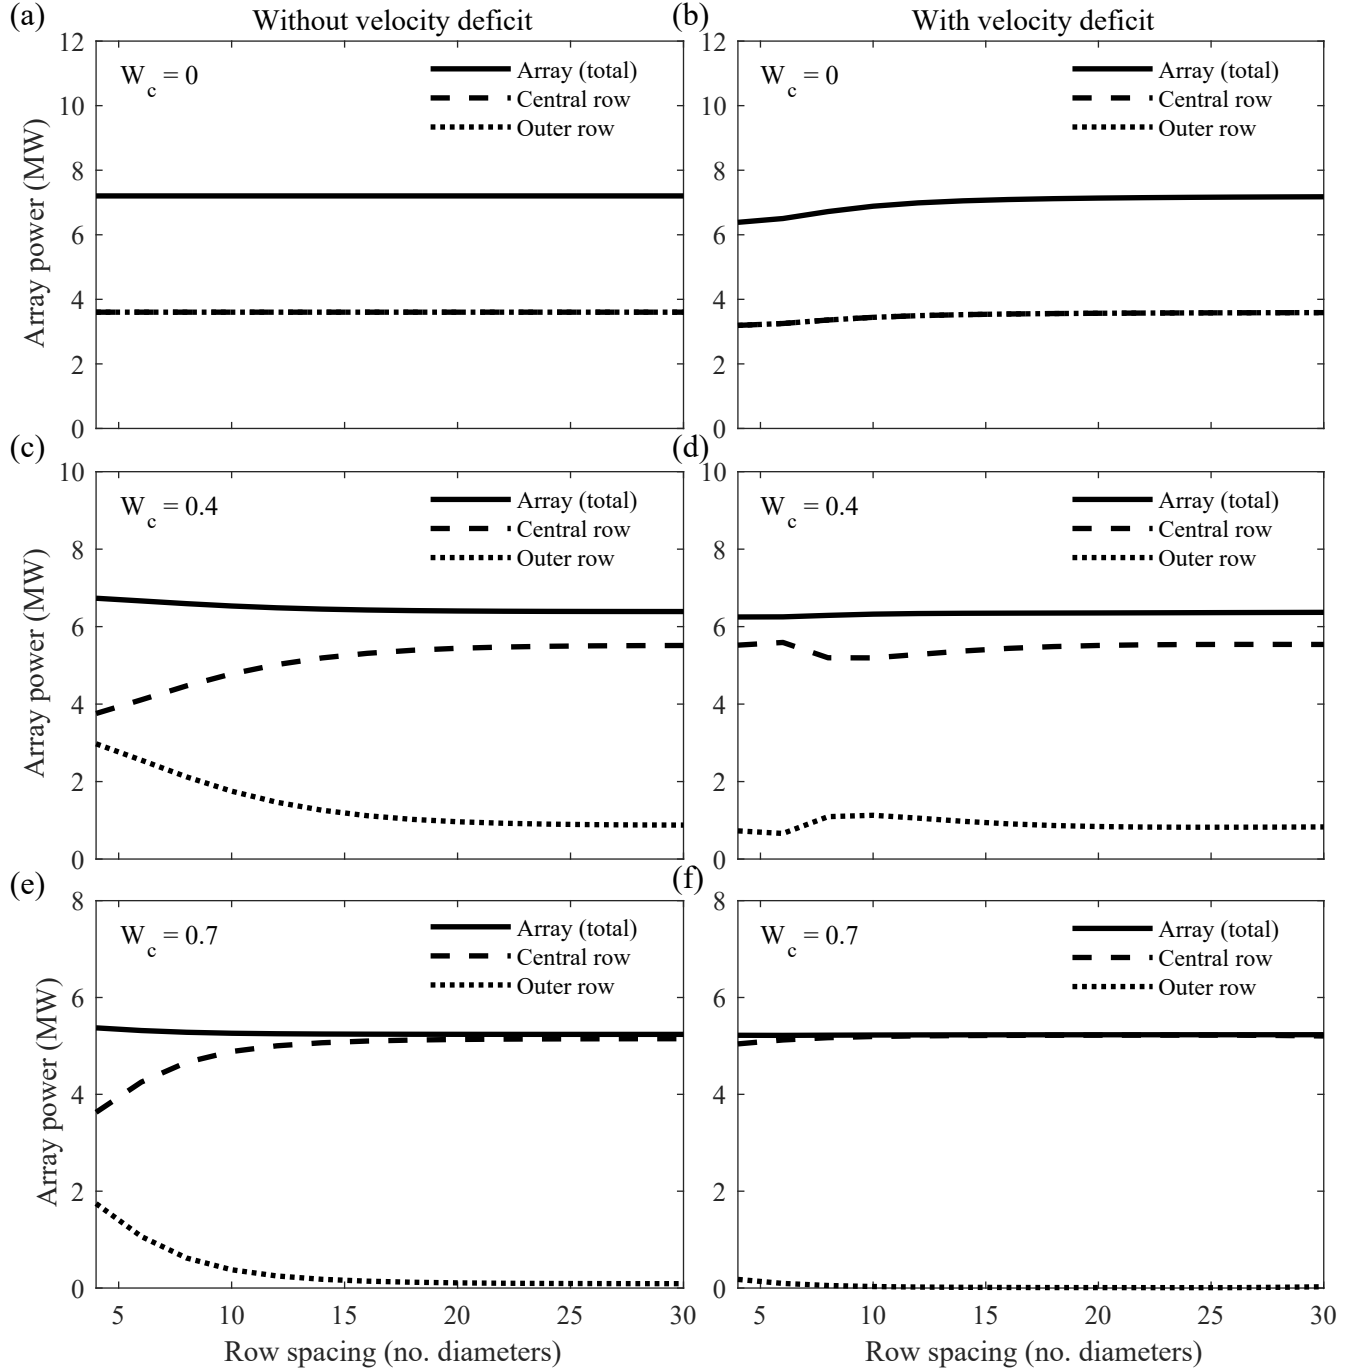 (a)
Without velocity deficit
12
10
8
6
4
2
0
Array power (MW)
W_c = 0
Array (total)
Central row
Outer row
(b)
With velocity deficit
12
10
8
6
4
2
0
W_c = 0
Array (total)
Central row
Outer row
(c)
10
8
6
4
2
0
Array power (MW)
W_c = 0.4
Array (total)
Central row
Outer row
(d)
10
8
6
4
2
0
W_c = 0.4
Array (total)
Central row
Outer row
(e)
8
6
4
2
0
Array power (MW)
W_c = 0.7
Array (total)
Central row
Outer row
5 10 15 20 25 30
Row spacing (no. diameters)
(f)
8
6
4
2
0
W_c = 0.7
Array (total)
Central row
Outer row
5 10 15 20 25 30
Row spacing (no. diameters)